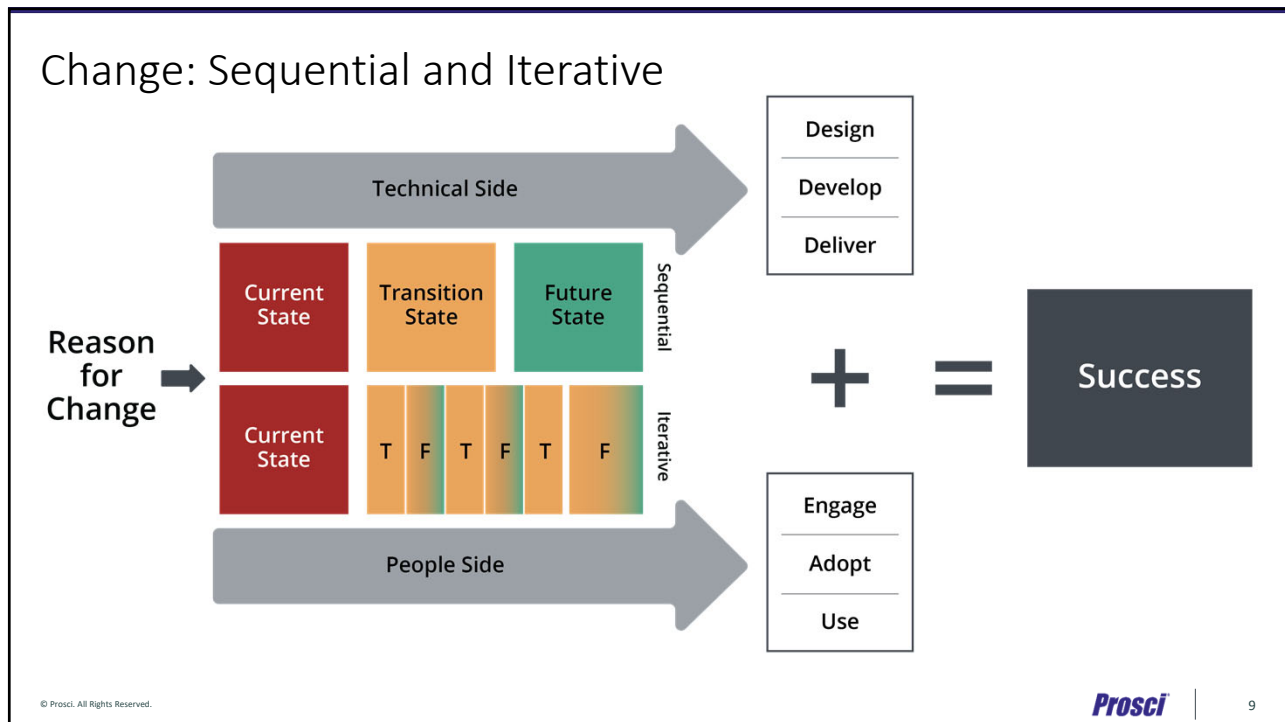 Change: Sequential and Iterative
Technical Side
Design
Develop
Deliver
Reason
for
Change
Current
State
Transition
State
Future
State
Sequential
Current
State
T
F
T
F
T
F
Iterative
+
=
Success
People Side
Engage
Adopt
Use
© Prosci. All Rights Reserved.
Prosci®
9